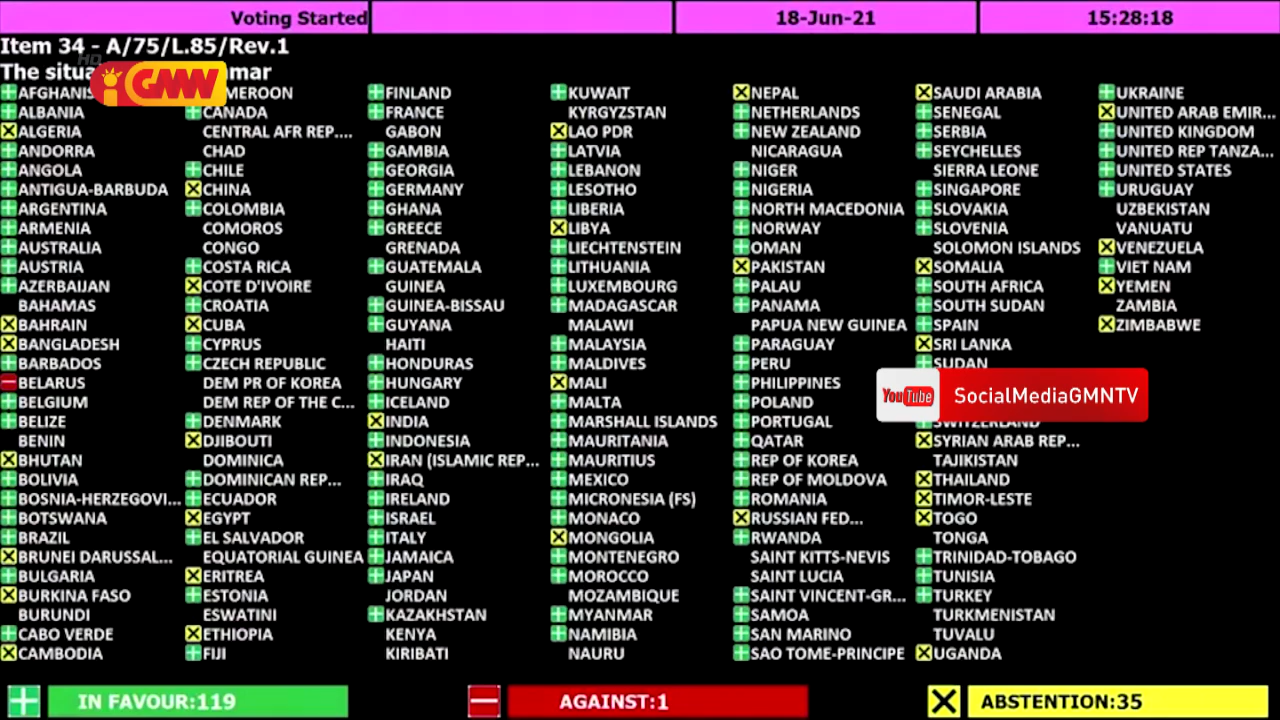 Voting Started 18-Jun-21 15:28:18
Item 34 - A/75/L.85/Rev.1
HD
The situa mar
GMN
AFGHANIS
ALBANIA
ALGERIA
ANDORRA
ANGOLA
ANTIGUA-BARBUDA
ARGENTINA
ARMENIA
AUSTRALIA
AUSTRIA
AZERBAIJAN
BAHAMAS
BAHRAIN
BANGLADESH
BARBADOS
BELARUS
BELGIUM
BELIZE
BENIN
BHUTAN
BOLIVIA
BOSNIA-HERZEGOVI...
BOTSWANA
BRAZIL
BRUNEI DARUSSAL...
BULGARIA
BURKINA FASO
BURUNDI
CABO VERDE
CAMBODIA
MEROON
CANADA
CENTRAL AFR REP....
CHAD
CHILE
CHINA
COLOMBIA
COMOROS
CONGO
COSTA RICA
COTE D'IVOIRE
CROATIA
CUBA
CYPRUS
CZECH REPUBLIC
DEM PR OF KOREA
DEM REP OF THE C...
DENMARK
DJIBOUTI
DOMINICA
DOMINICAN REP...
ECUADOR
EGYPT
EL SALVADOR
EQUATORIAL GUINEA
ERITREA
ESTONIA
ESWATINI
ETHIOPIA
FIJI
FINLAND
FRANCE
GABON
GAMBIA
GEORGIA
GERMANY
GHANA
GREECE
GRENADA
GUATEMALA
GUINEA
GUINEA-BISSAU
GUYANA
HAITI
HONDURAS
HUNGARY
ICELAND
INDIA
INDONESIA
IRAN (ISLAMIC REP...
IRAQ
IRELAND
ISRAEL
ITALY
JAMAICA
JAPAN
JORDAN
KAZAKHSTAN
KENYA
KIRIBATI
KUWAIT
KYRGYZSTAN
LAO PDR
LATVIA
LEBANON
LESOTHO
LIBERIA
LIBYA
LIECHTENSTEIN
LITHUANIA
LUXEMBOURG
MADAGASCAR
MALAWI
MALAYSIA
MALDIVES
MALI
MALTA
MARSHALL ISLANDS
MAURITANIA
MAURITIUS
MEXICO
MICRONESIA (FS)
MONACO
MONGOLIA
MONTENEGRO
MOROCCO
MOZAMBIQUE
MYANMAR
NAMIBIA
NAURU
NEPAL
NETHERLANDS
NEW ZEALAND
NICARAGUA
NIGER
NIGERIA
NORTH MACEDONIA
NORWAY
OMAN
PAKISTAN
PALAU
PANAMA
PAPUA NEW GUINEA
PARAGUAY
PERU
PHILIPPINES
POLAND
PORTUGAL
QATAR
REP OF KOREA
REP OF MOLDOVA
ROMANIA
RUSSIAN FED...
RWANDA
SAINT KITTS-NEVIS
SAINT LUCIA
SAINT VINCENT-GR...
SAMOA
SAN MARINO
SAO TOME-PRINCIPE
SAUDI ARABIA
SENEGAL
SERBIA
SEYCHELLES
SIERRA LEONE
SINGAPORE
SLOVAKIA
SLOVENIA
SOLOMON ISLANDS
SOMALIA
SOUTH AFRICA
SOUTH SUDAN
SPAIN
SRI LANKA
SUDAN
YouTube SocialMediaGMNTV
SWITZERLAND
SYRIAN ARAB REP...
TAJIKISTAN
THAILAND
TIMOR-LESTE
TOGO
TONGA
TRINIDAD-TOBAGO
TUNISIA
TURKEY
TURKMENISTAN
TUVALU
UGANDA
UKRAINE
UNITED ARAB EMIR...
UNITED KINGDOM
UNITED REP TANZA...
UNITED STATES
URUGUAY
UZBEKISTAN
VANUATU
VENEZUELA
VIET NAM
YEMEN
ZAMBIA
ZIMBABWE
IN FAVOUR:119 AGAINST:1 ABSTENTION:35